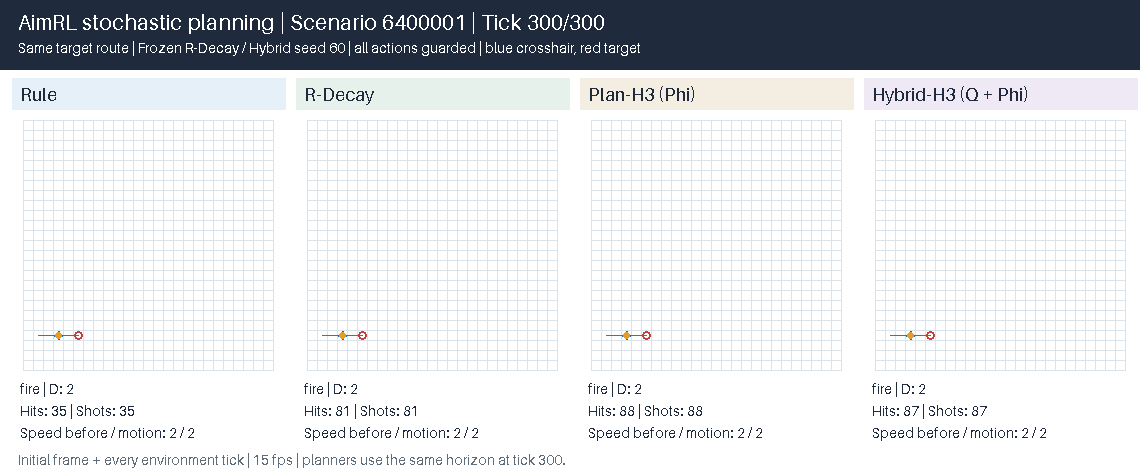 AimRL stochastic planning | Scenario 6400001 | Tick 300/300
Same target route | Frozen R-Decay / Hybrid seed 60 | all actions guarded | blue crosshair, red target
Rule
R-Decay
Plan-H3 (Phi)
Hybrid-H3 (Q + Phi)
fire | D: 2
Hits: 35 | Shots: 35
Speed before / motion: 2 / 2
fire | D: 2
Hits: 81 | Shots: 81
Speed before / motion: 2 / 2
fire | D: 2
Hits: 88 | Shots: 88
Speed before / motion: 2 / 2
fire | D: 2
Hits: 87 | Shots: 87
Speed before / motion: 2 / 2
Initial frame + every environment tick | 15 fps | planners use the same horizon at tick 300.